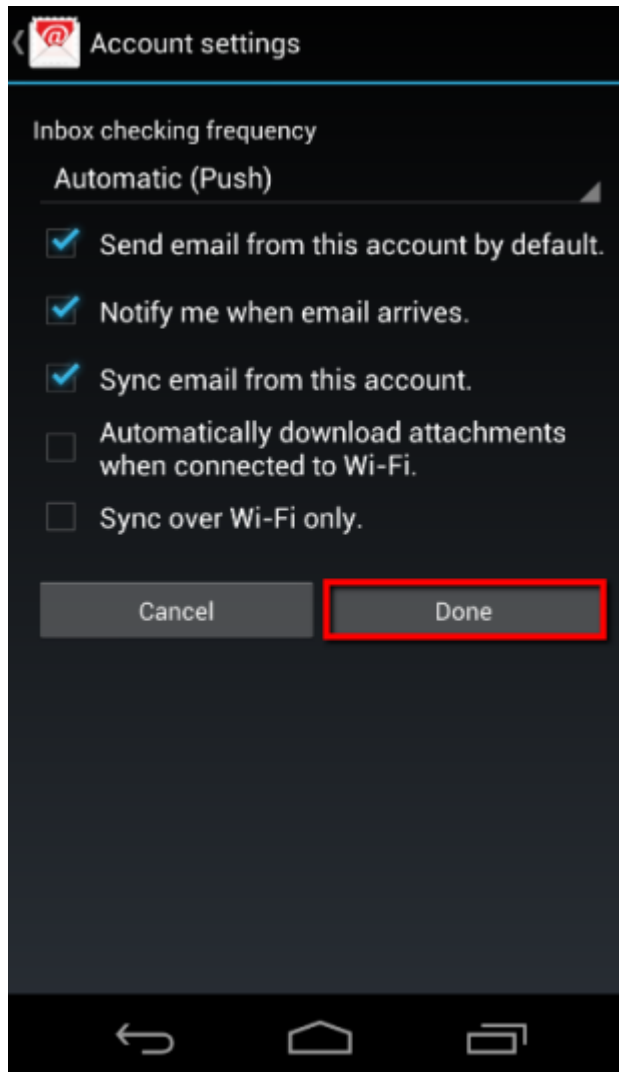 Account settings
Inbox checking frequency
Automatic (Push)
Send email from this account by default.
Notify me when email arrives.
Sync email from this account.
Automatically download attachments
when connected to Wi-Fi.
Sync over Wi-Fi only.
Cancel
Done